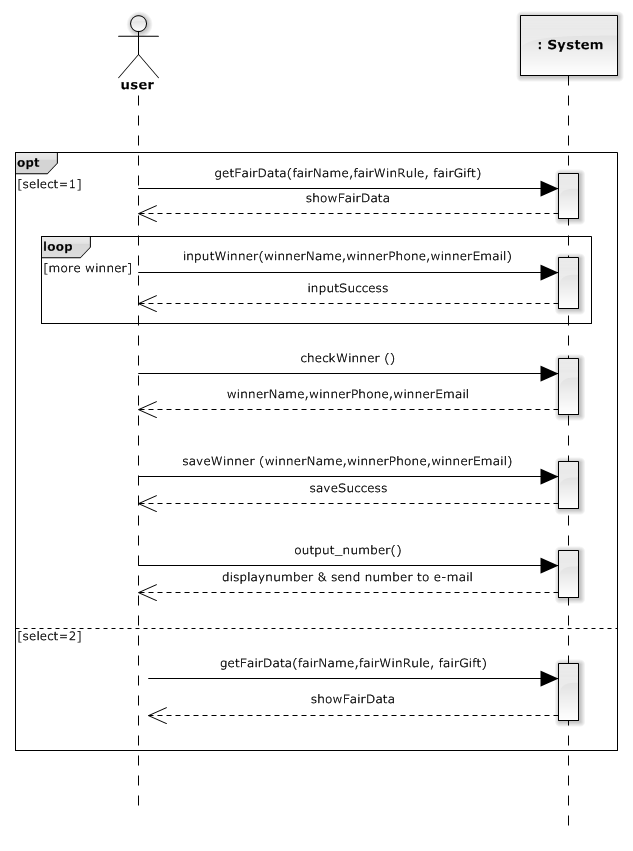 user
: System
opt
[select=1]
getFairData(fairName,fairWinRule, fairGift)
showFairData
loop
[more winner]
inputWinner(winnerName,winnerPhone,winnerEmail)
inputSuccess
checkWinner ()
winnerName,winnerPhone,winnerEmail
saveWinner (winnerName,winnerPhone,winnerEmail)
saveSuccess
output_number()
displaynumber & send number to e-mail
[select=2]
getFairData(fairName,fairWinRule, fairGift)
showFairData